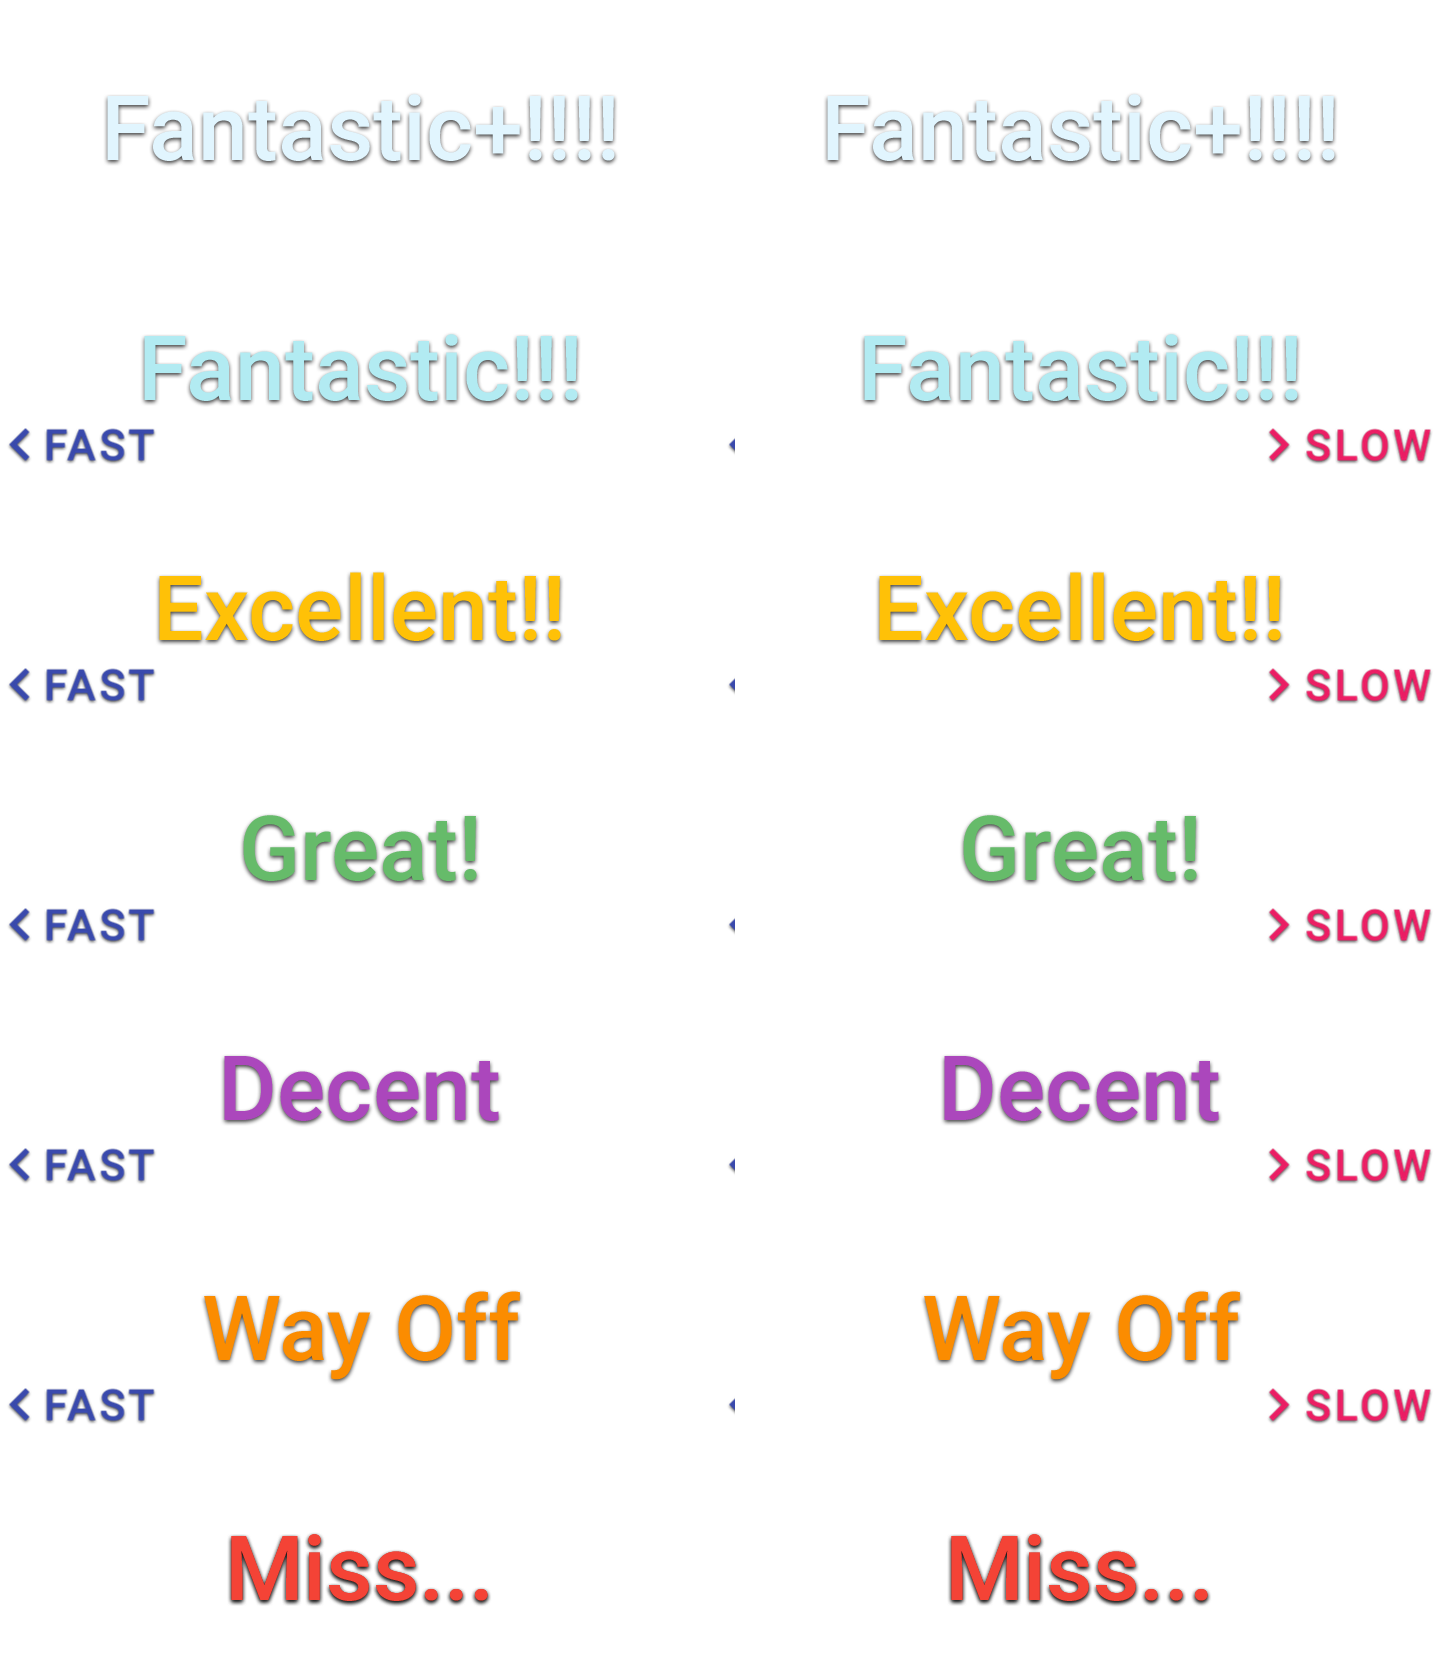 Fantastic+!!!! Fantastic+!!!!
Fantastic!!! Fantastic!!!
< FAST > SLOW
Excellent!! Excellent!!
< FAST > SLOW
Great! Great!
< FAST > SLOW
Decent Decent
< FAST > SLOW
Way Off Way Off
< FAST > SLOW
Miss... Miss...